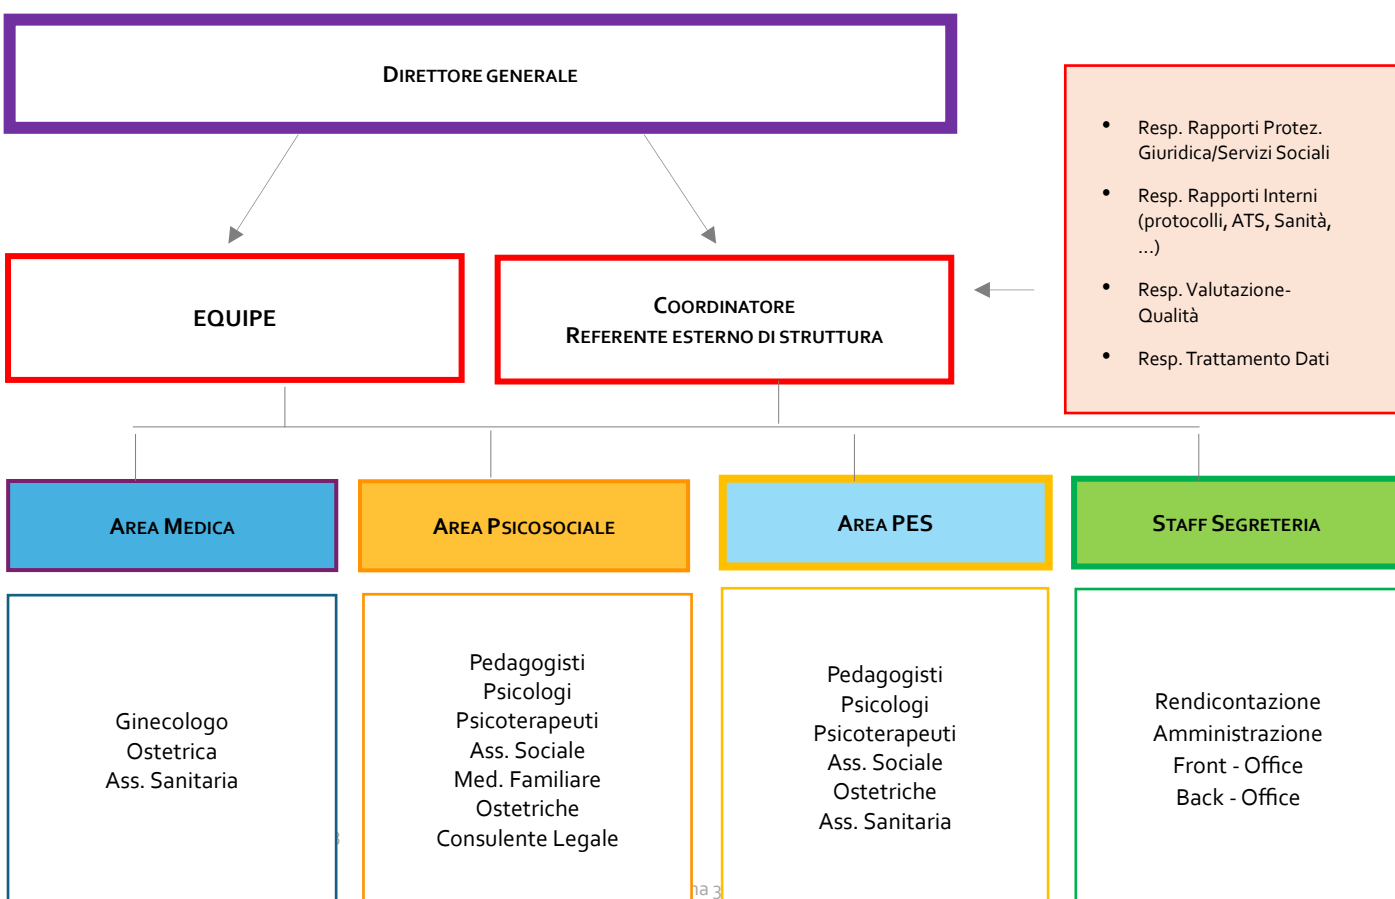 Direttore generale
• Resp. Rapporti Protez.
Giuridica/Servizi Sociali
• Resp. Rapporti Interni
(protocolli, ATS, Sanità,
...)
• Resp. Valutazione-
Qualità
• Resp. Trattamento Dati
EQUIPE
Coordinatore
Referente esterno di struttura
Area Medica
Area Psicosociale
Area PES
Staff Segreteria
Ginecologo
Ostetrica
Ass. Sanitaria
Pedagogisti
Psicologi
Psicoterapeuti
Ass. Sociale
Med. Familiare
Ostetriche
Consulente Legale
Pedagogisti
Psicologi
Psicoterapeuti
Ass. Sociale
Ostetriche
Ass. Sanitaria
Rendicontazione
Amministrazione
Front - Office
Back - Office
na 3